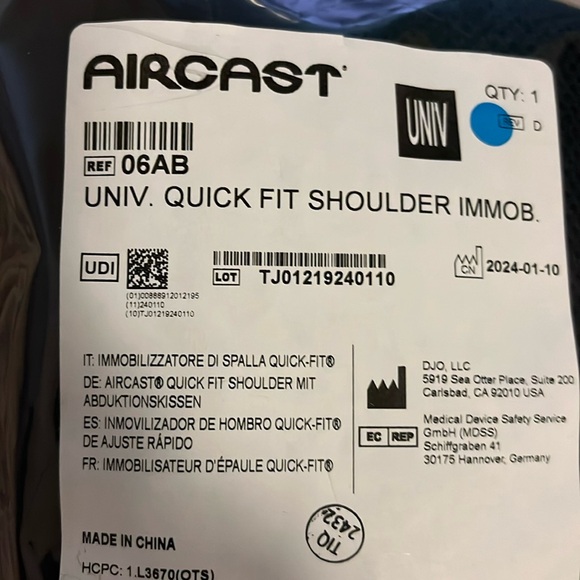 AIRCAST®
UNIV
QTY: 1
REV D
REF 06AB
UNIV. QUICK FIT SHOULDER IMMOB.
UDI
(01)00888912012195
(11)240110
(10)TJ01219240110
LOT TJ01219240110
CN 2024-01-10
IT: IMMOBILIZZATORE DI SPALLA QUICK-FIT®
DE: AIRCAST® QUICK FIT SHOULDER MIT
ABDUKTIONSKISSEN
ES: INMOVILIZADOR DE HOMBRO QUICK-FIT®
DE AJUSTE RÁPIDO
FR: IMMOBILISATEUR D'ÉPAULE QUICK-FIT®
DJO, LLC
5919 Sea Otter Place, Suite 200
Carlsbad, CA 92010 USA
EC REP
Medical Device Safety Service
GmbH (MDSS)
Schiffgraben 41
30175 Hannover, Germany
TIQ
2432
MADE IN CHINA
HCPC: 1.L3670(OTS)